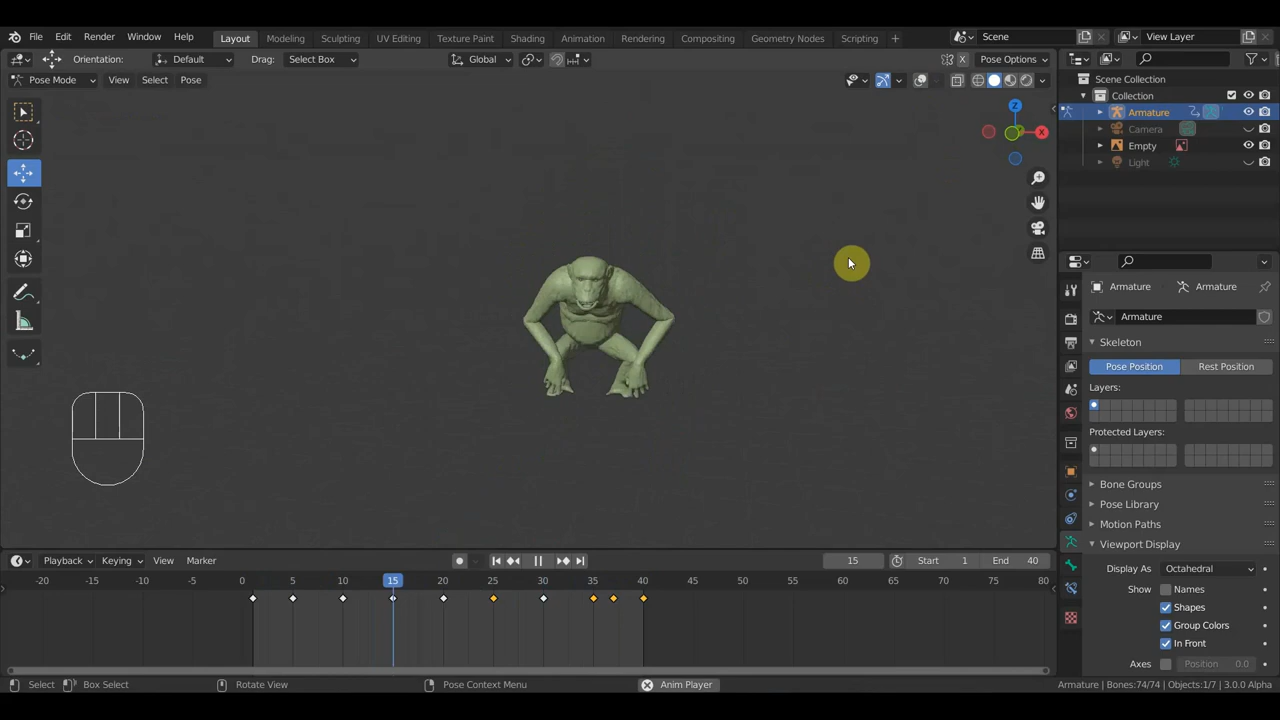 File Edit Render Window Help Layout Modeling Sculpting UV Editing Texture Paint Shading Animation Rendering Compositing Geometry Nodes Scripting + Scene View Layer
Orientation: Default Drag: Select Box Global X Pose Options
Pose Mode View Select Pose
Scene Collection
Collection
Armature
Camera
Empty
Light
Z
X
Armature Armature
Armature
Skeleton
Pose Position Rest Position
Layers:
Protected Layers:
Bone Groups
Pose Library
Motion Paths
Viewport Display
Display As Octahedral
Show Names
Shapes
Group Colors
In Front
Axes Position 0.0
Playback Keying View Marker 15 Start 1 End 40
-20 -15 -10 -5 0 5 10 15 20 25 30 35 40 45 50 55 60 65 70 75 80
Select Box Select Rotate View Pose Context Menu Anim Player Armature | Bones:74/74 | Objects:1/7 | 3.0.0 Alpha